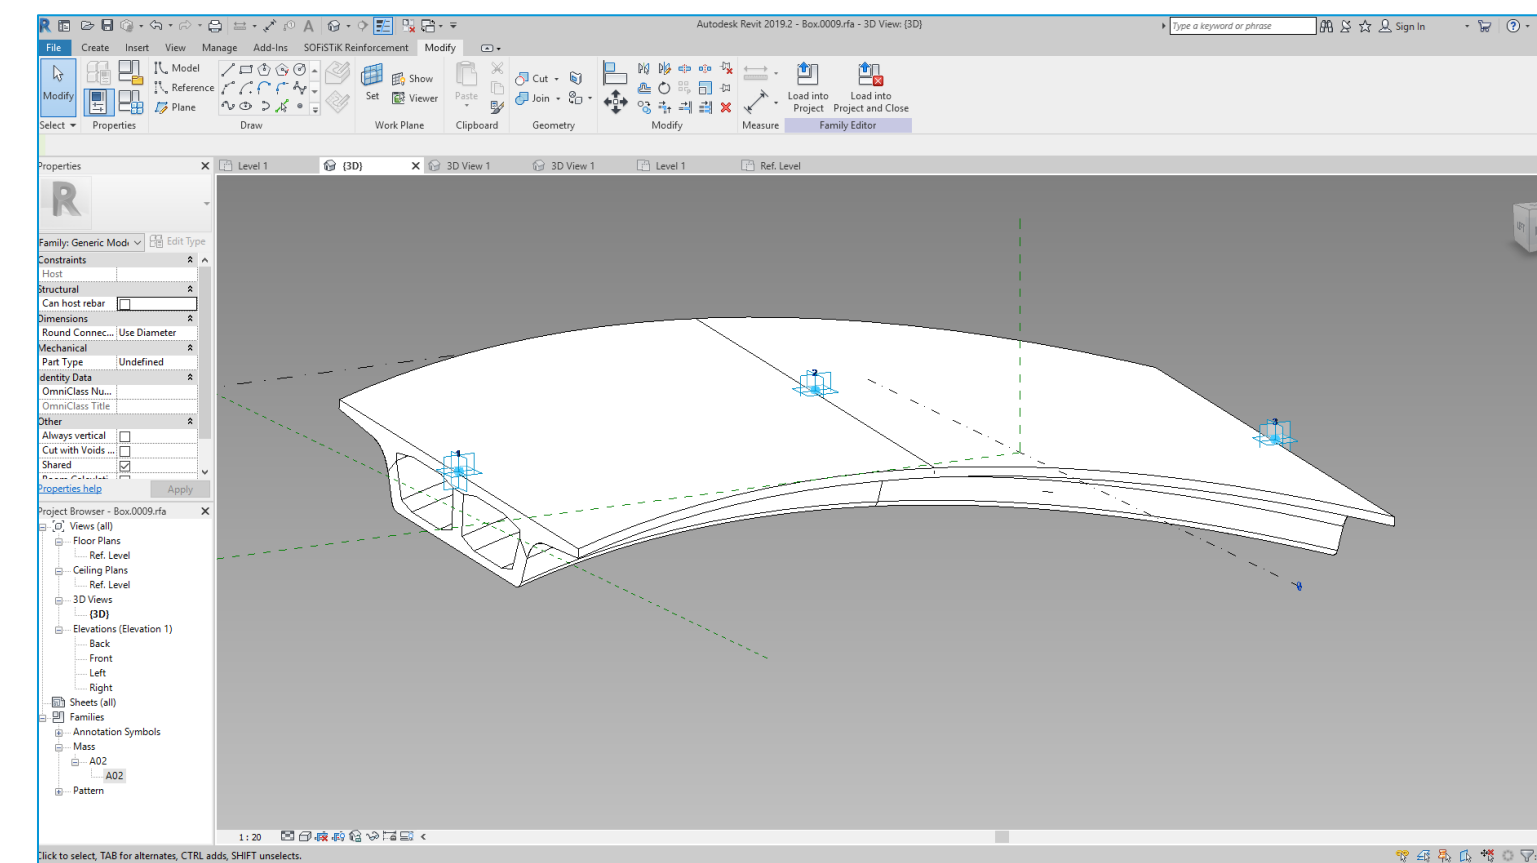 Autodesk Revit 2019.2 - Box.0009.rfa - 3D View: {3D}
Type a keyword or phrase
Sign In
File Create Insert View Manage Add-Ins SOFiSTiK Reinforcement Modify
Modify
Model
Reference
Plane
Set
Show
Viewer
Paste
Cut
Join
Load into Project
Load into Project and Close
Select Properties Draw Work Plane Clipboard Geometry Modify Measure Family Editor
Properties
Level 1 {3D} 3D View 1 3D View 1 Level 1 Ref. Level
R
Family: Generic Mode Edit Type
Constraints
Host
Structural
Can host rebar
Dimensions
Round Connec... Use Diameter
Mechanical
Part Type Undefined
Identity Data
OmniClass Nu...
OmniClass Title
Other
Always vertical
Cut with Voids ...
Shared
Properties help Apply
Project Browser - Box.0009.rfa
Views (all)
Floor Plans
Ref. Level
Ceiling Plans
Ref. Level
3D Views
{3D}
Elevations (Elevation 1)
Back
Front
Left
Right
Sheets (all)
Families
Annotation Symbols
Mass
A02
A02
Pattern
1
2
3
1 : 20
Click to select, TAB for alternates, CTRL adds, SHIFT unselects.